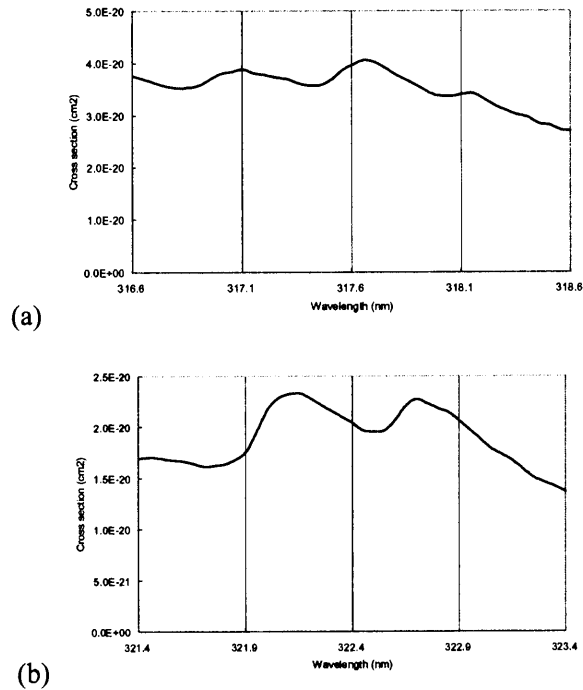 5.0E-20
4.0E-20
3.0E-20
2.0E-20
1.0E-20
0.0E+00
Cross section (cm2)
316.6 317.1 317.6 318.1 318.6
Wavelength (nm)
(a)
2.5E-20
2.0E-20
1.5E-20
1.0E-20
5.0E-21
0.0E+00
Cross section (cm2)
321.4 321.9 322.4 322.9 323.4
Wavelength (nm)
(b)